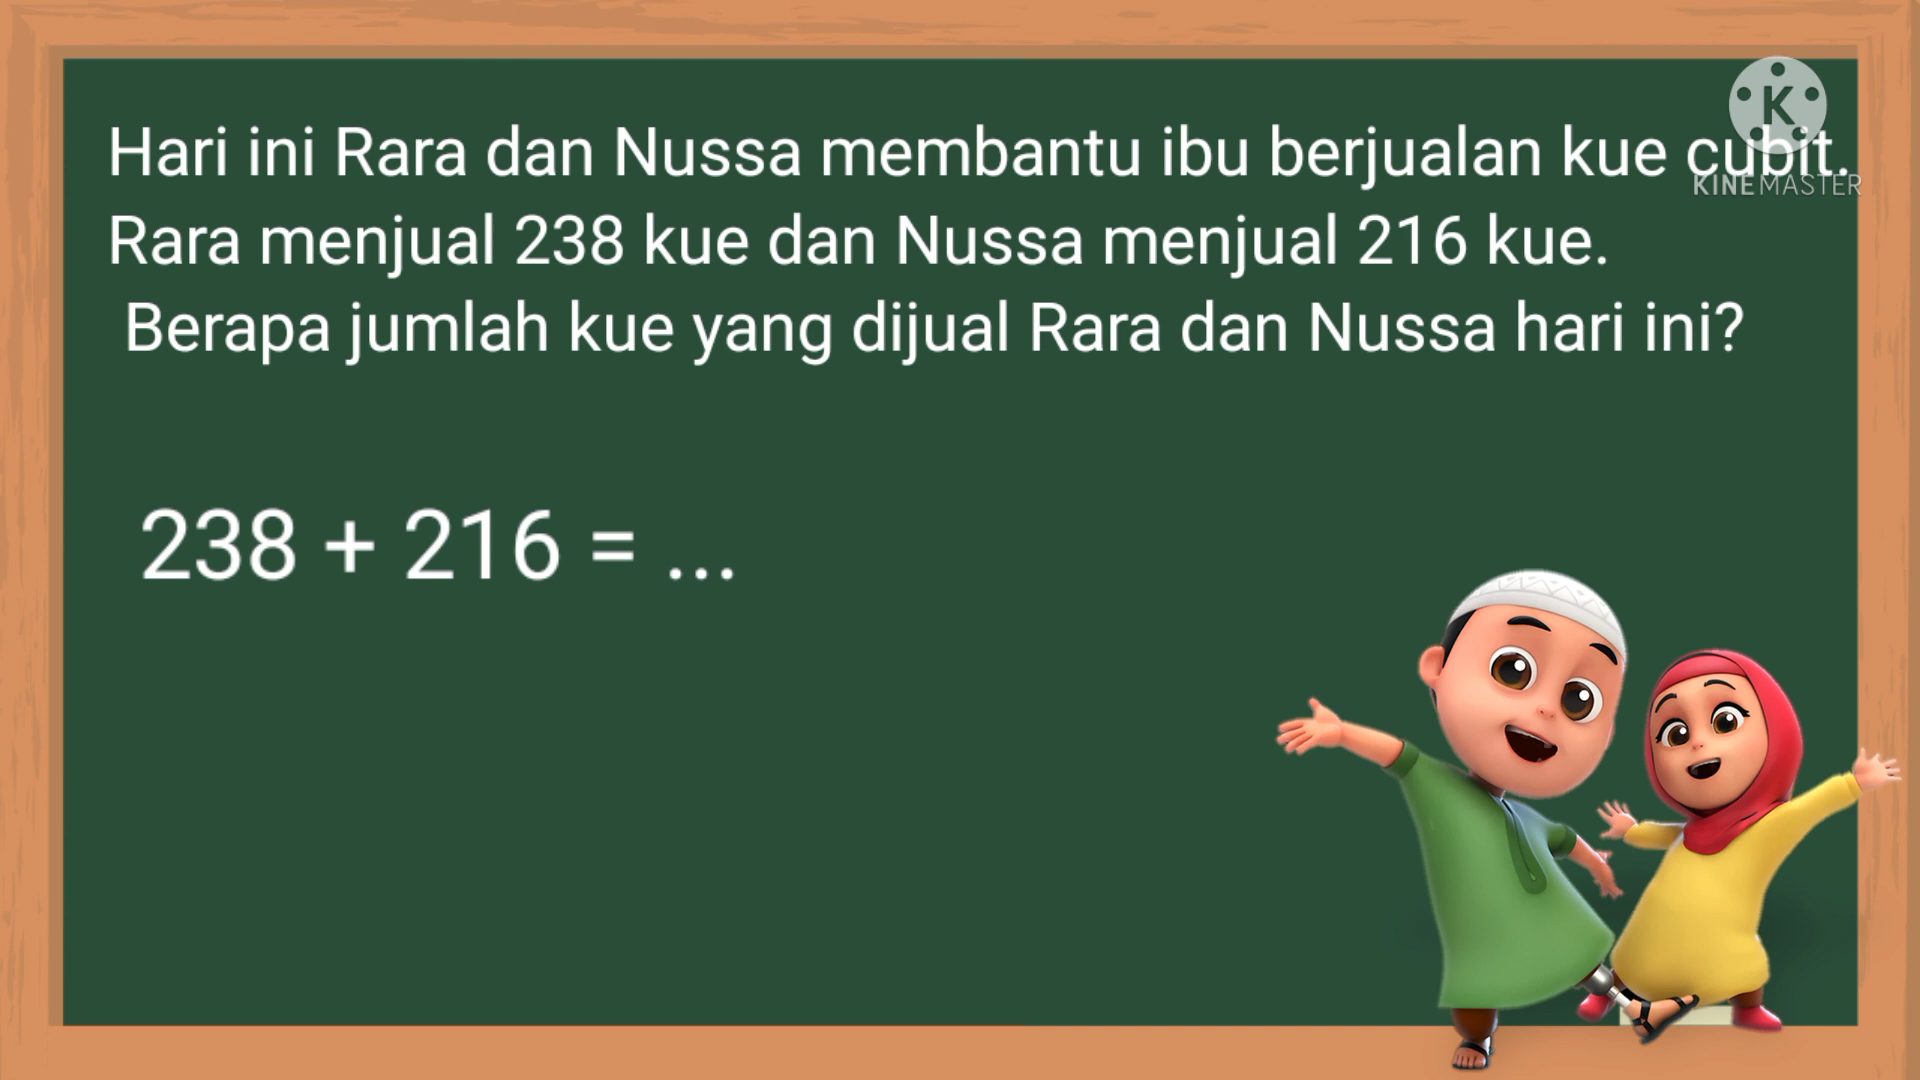 Hari ini Rara dan Nussa membantu ibu berjualan kue cubit.
Rara menjual 238 kue dan Nussa menjual 216 kue.
Berapa jumlah kue yang dijual Rara dan Nussa hari ini?
238 + 216 = ...
K
KINEMASTER